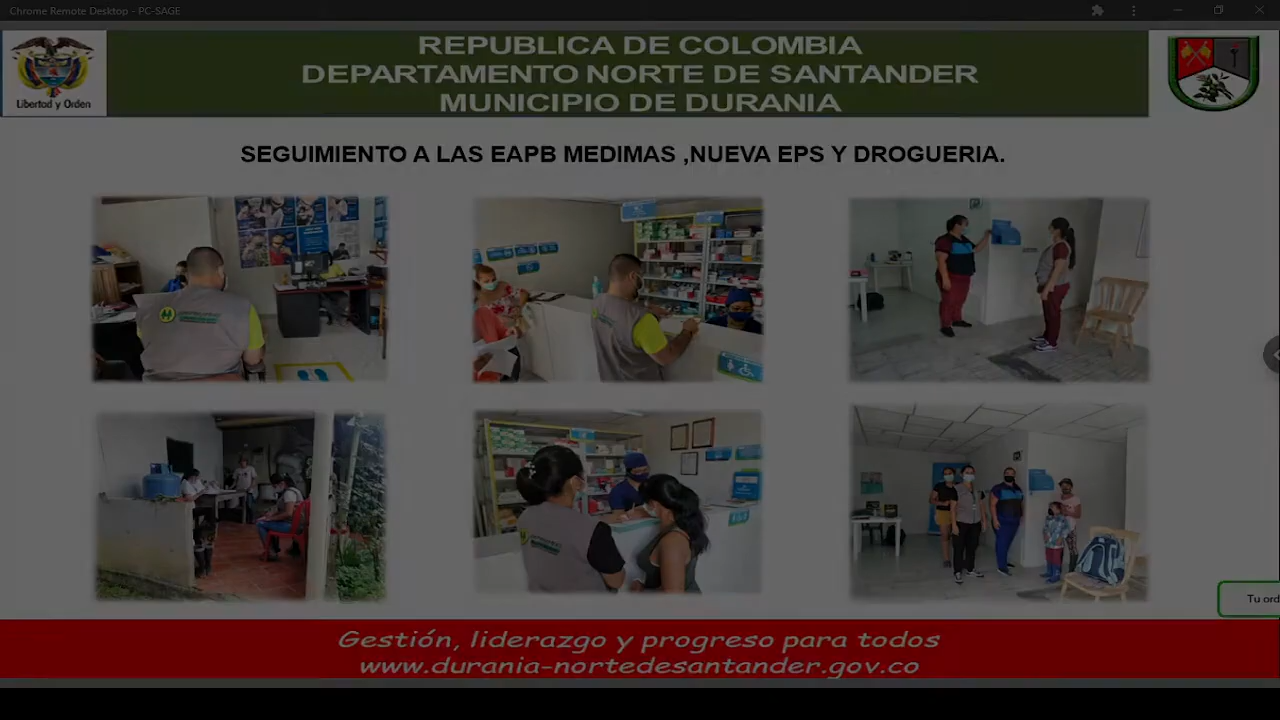 Chrome Remote Desktop - PC-SAGE
REPUBLICA DE COLOMBIA
DEPARTAMENTO NORTE DE SANTANDER
MUNICIPIO DE DURANIA
Libertad y Orden
SEGUIMIENTO A LAS EAPB MEDIMAS ,NUEVA EPS Y DROGUERIA.
Tu ord
Gestión, liderazgo y progreso para todos
www.durania-nortedesantander.gov.co